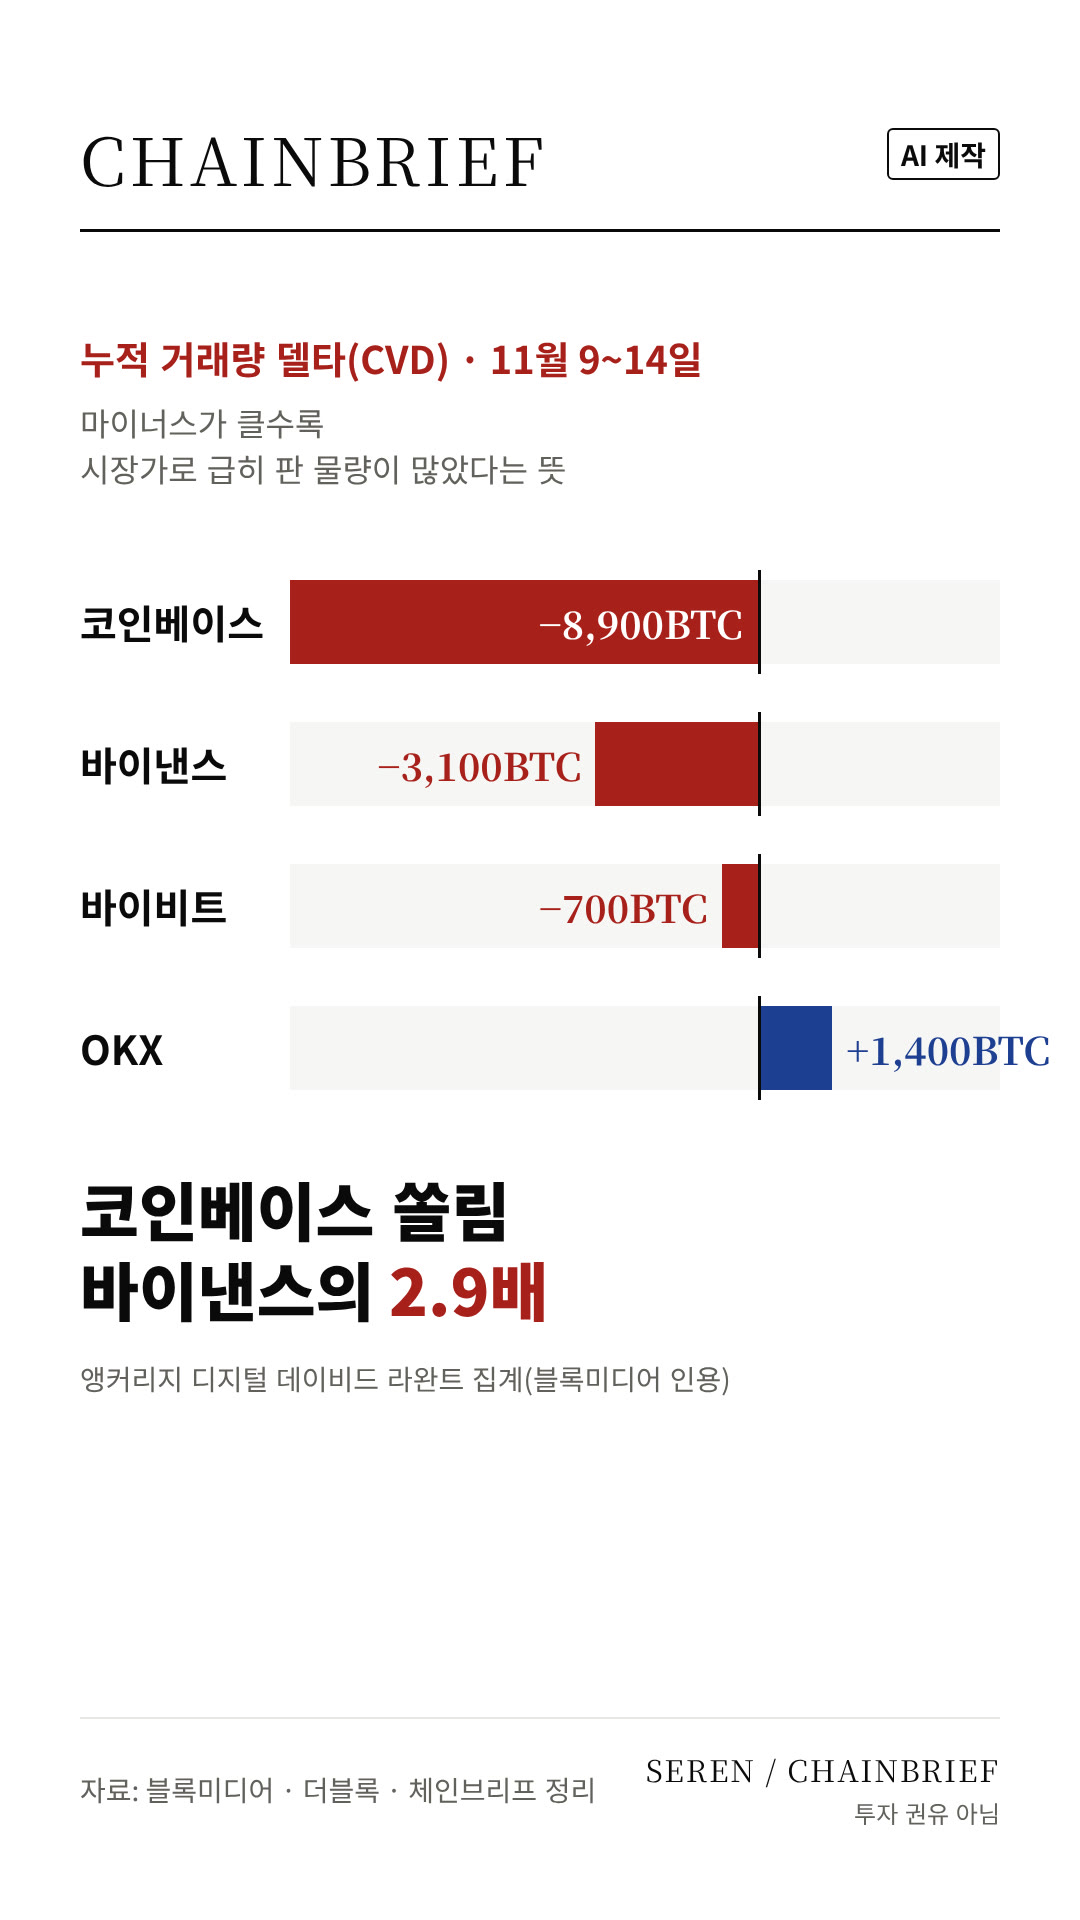 CHAINBRIEF
AI 제작
누적 거래량 델타(CVD) · 11월 9~14일
마이너스가 클수록
시장가로 급히 판 물량이 많았다는 뜻
코인베이스 −8,900BTC
바이낸스 −3,100BTC
바이비트 −700BTC
OKX +1,400BTC
코인베이스 쏠림
바이낸스의 2.9배
앵커리지 디지털 데이비드 라완트 집계(블록미디어 인용)
자료: 블록미디어 · 더블록 · 체인브리프 정리
SEREN / CHAINBRIEF
투자 권유 아님